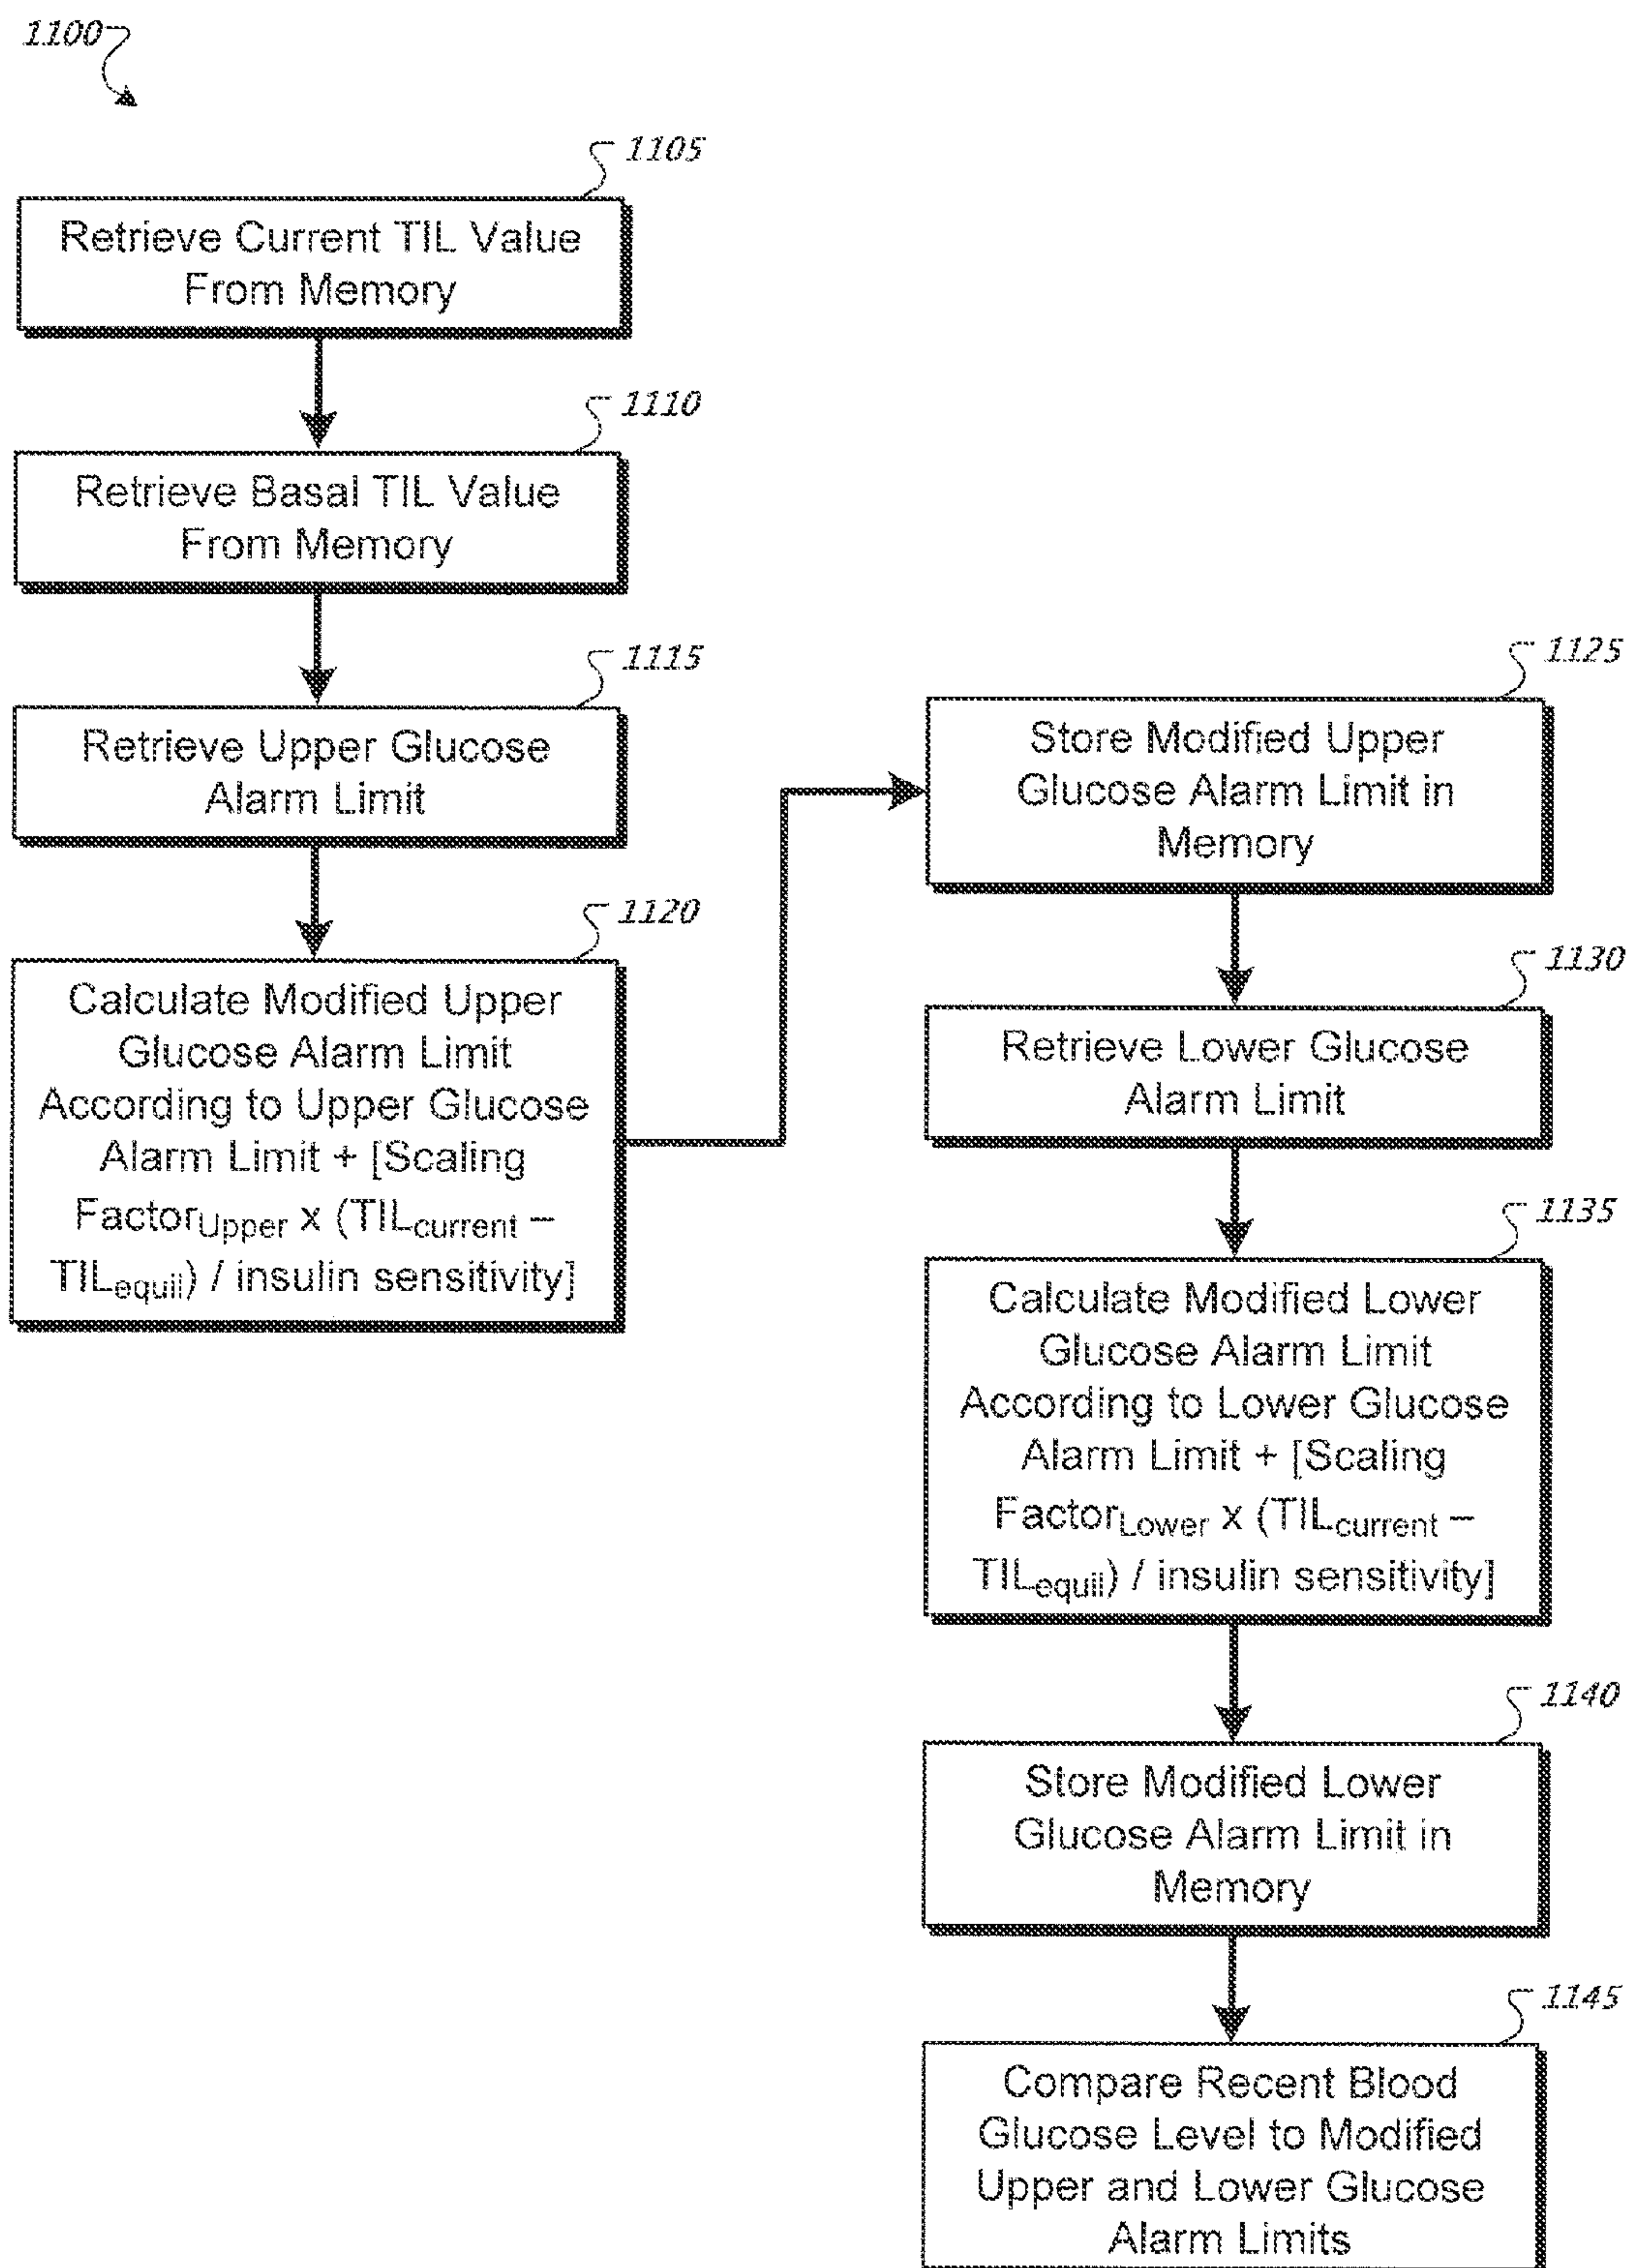 1100
1105
Retrieve Current TIL Value
From Memory
1110
Retrieve Basal TIL Value
From Memory
1115
Retrieve Upper Glucose
Alarm Limit
1120
Calculate Modified Upper
Glucose Alarm Limit
According to Upper Glucose
Alarm Limit + [Scaling
FactorUpper x (TILcurrent –
TILequil) / insulin sensitivity]
1125
Store Modified Upper
Glucose Alarm Limit in
Memory
1130
Retrieve Lower Glucose
Alarm Limit
1135
Calculate Modified Lower
Glucose Alarm Limit
According to Lower Glucose
Alarm Limit + [Scaling
FactorLower x (TILcurrent –
TILequil) / insulin sensitivity]
1140
Store Modified Lower
Glucose Alarm Limit in
Memory
1145
Compare Recent Blood
Glucose Level to Modified
Upper and Lower Glucose
Alarm Limits